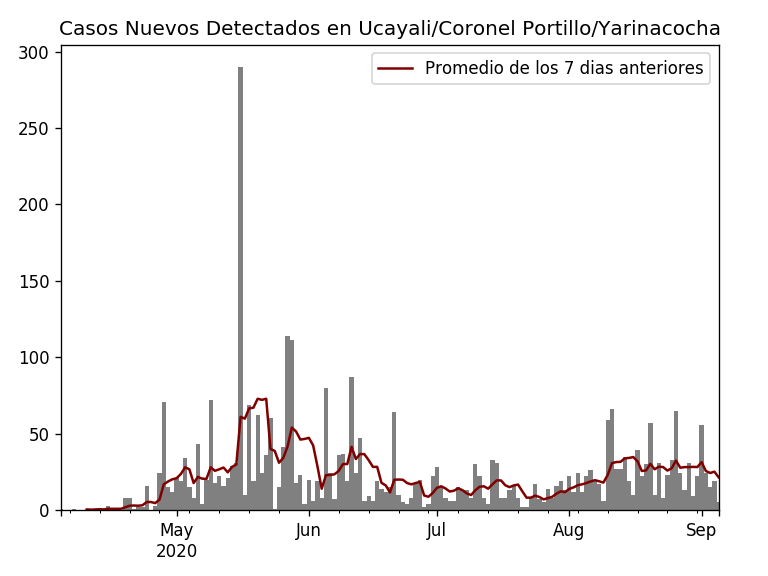 Casos Nuevos Detectados en Ucayali/Coronel Portillo/Yarinacocha
Promedio de los 7 dias anteriores
300
250
200
150
100
50
0
May Jun Jul Aug Sep
2020